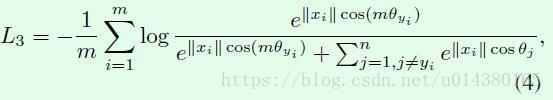 L_3 = -\frac{1}{m} \sum_{i=1}^{m} \log \frac{e^{\|x_i\| \cos(m\theta_{y_i})}}{e^{\|x_i\| \cos(m\theta_{y_i})} + \sum_{j=1, j \neq y_i}^{n} e^{\|x_i\| \cos\theta_j}},
https://blog.csdn.net/u014380165
(4)